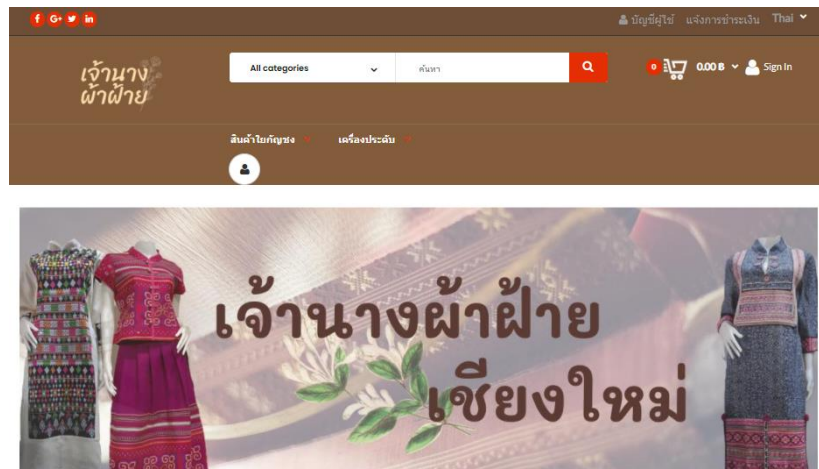 บัญชีผู้ใช้ แจ้งการชำระเงิน Thai
เจ้านาง
ผ้าฝ้าย
All categories ค้นหา 0 0.00 ฿ Sign In
สินค้าใยกัญชง เครื่องประดับ
เจ้านางผ้าฝ้าย
เชียงใหม่